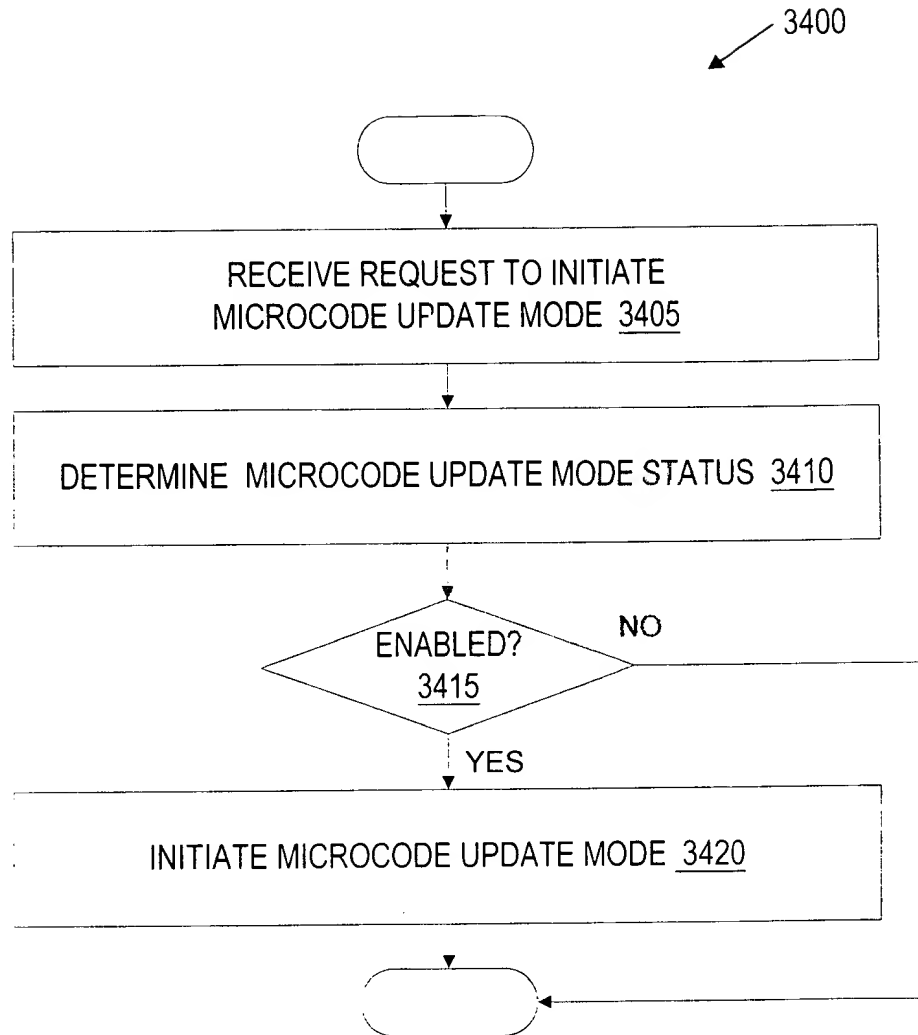 3400
RECEIVE REQUEST TO INITIATE
MICROCODE UPDATE MODE 3405
DETERMINE MICROCODE UPDATE MODE STATUS 3410
ENABLED?
3415
NO
YES
INITIATE MICROCODE UPDATE MODE 3420